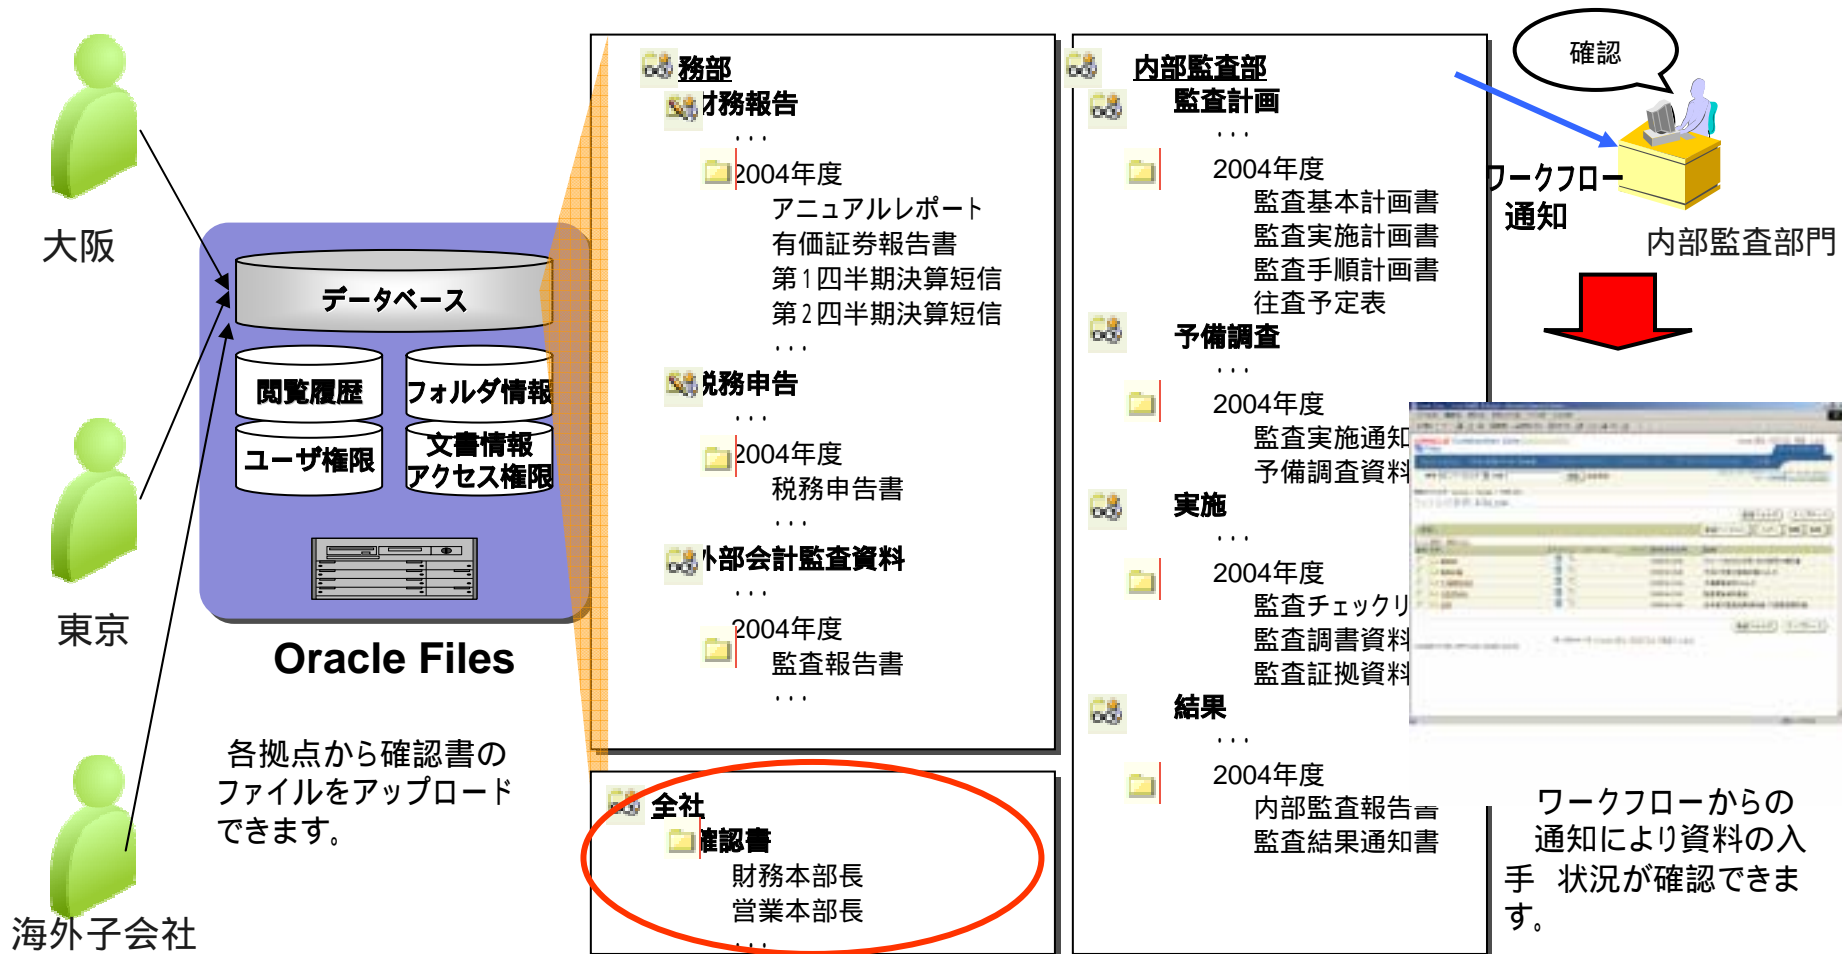 大阪
東京
海外子会社
データベース
閲覧履歴
フォルダ情報
ユーザ権限
文書情報
アクセス権限
Oracle Files
各拠点から確認書の
ファイルをアップロード
できます。
務部
財務報告
...
2004年度
アニュアルレポート
有価証券報告書
第1四半期決算短信
第2四半期決算短信
...
税務申告
...
2004年度
税務申告書
...
外部会計監査資料
...
2004年度
監査報告書
...
全社
確認書
財務本部長
営業本部長
...
内部監査部
監査計画
...
2004年度
監査基本計画書
監査実施計画書
監査手順計画書
往査予定表
予備調査
...
2004年度
監査実施通知
予備調査資料
実施
...
2004年度
監査チェックリ
監査調書資料
監査証拠資料
結果
...
2004年度
内部監査報告書
監査結果通知書
確認
ワークフロー
通知
内部監査部門
ワークフローからの
通知により資料の入
手 状況が確認できま
す。